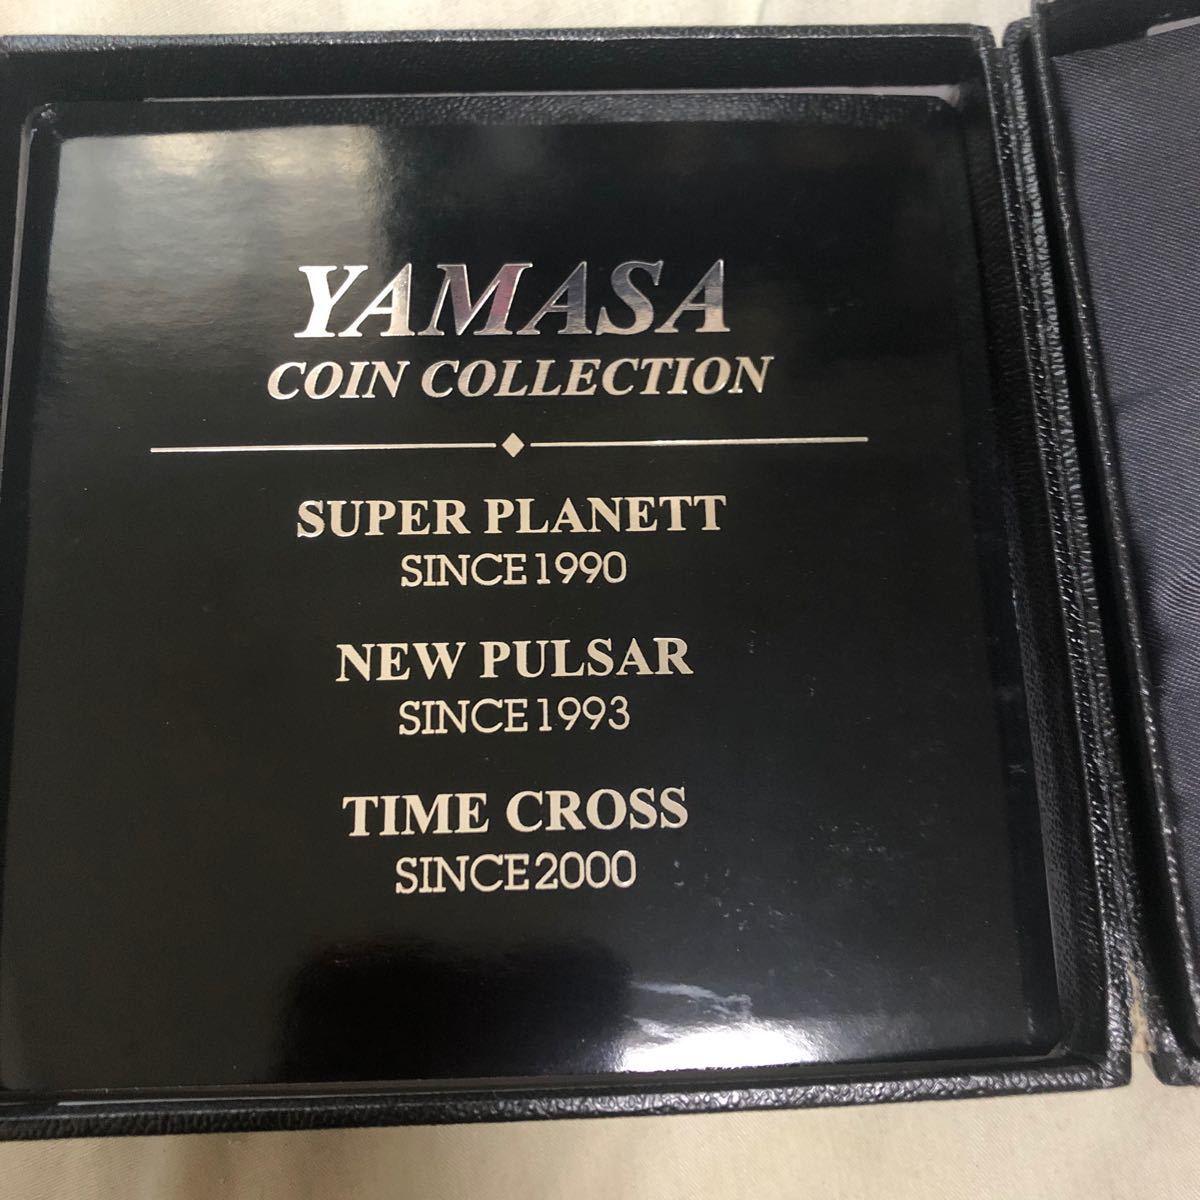 YAMASA
COIN COLLECTION
SUPER PLANETT
SINCE1990
NEW PULSAR
SINCE1993
TIME CROSS
SINCE2000